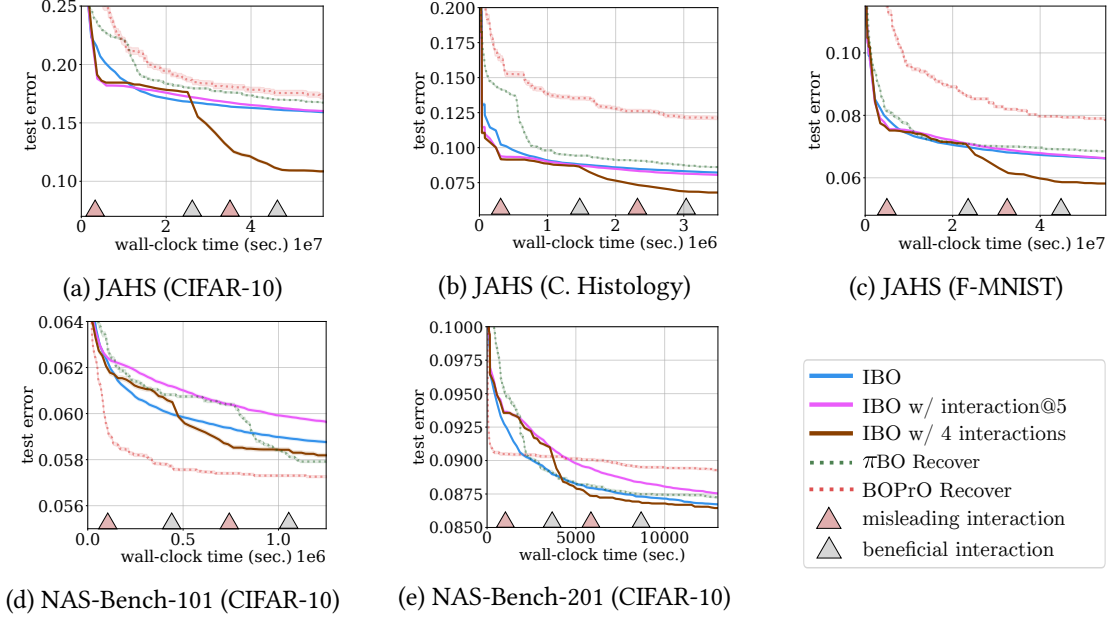 0.25
0.20
0.15
0.10
test error
0
2
4
wall-clock time (sec.) 1e7
(a) JAHS (CIFAR-10)
0.200
0.175
0.150
0.125
0.100
0.075
test error
0
1
2
3
wall-clock time (sec.) 1e6
(b) JAHS (C. Histology)
0.10
0.08
0.06
test error
0
2
4
wall-clock time (sec.) 1e7
(c) JAHS (F-MNIST)
0.064
0.062
0.060
0.058
0.056
test error
0.0
0.5
1.0
wall-clock time (sec.) 1e6
(d) NAS-Bench-101 (CIFAR-10)
0.1000
0.0975
0.0950
0.0925
0.0900
0.0875
0.0850
test error
0
5000
10000
wall-clock time (sec.)
(e) NAS-Bench-201 (CIFAR-10)
IBO
IBO w/ interaction@5
IBO w/ 4 interactions
πBO Recover
BOPrO Recover
misleading interaction
beneficial interaction